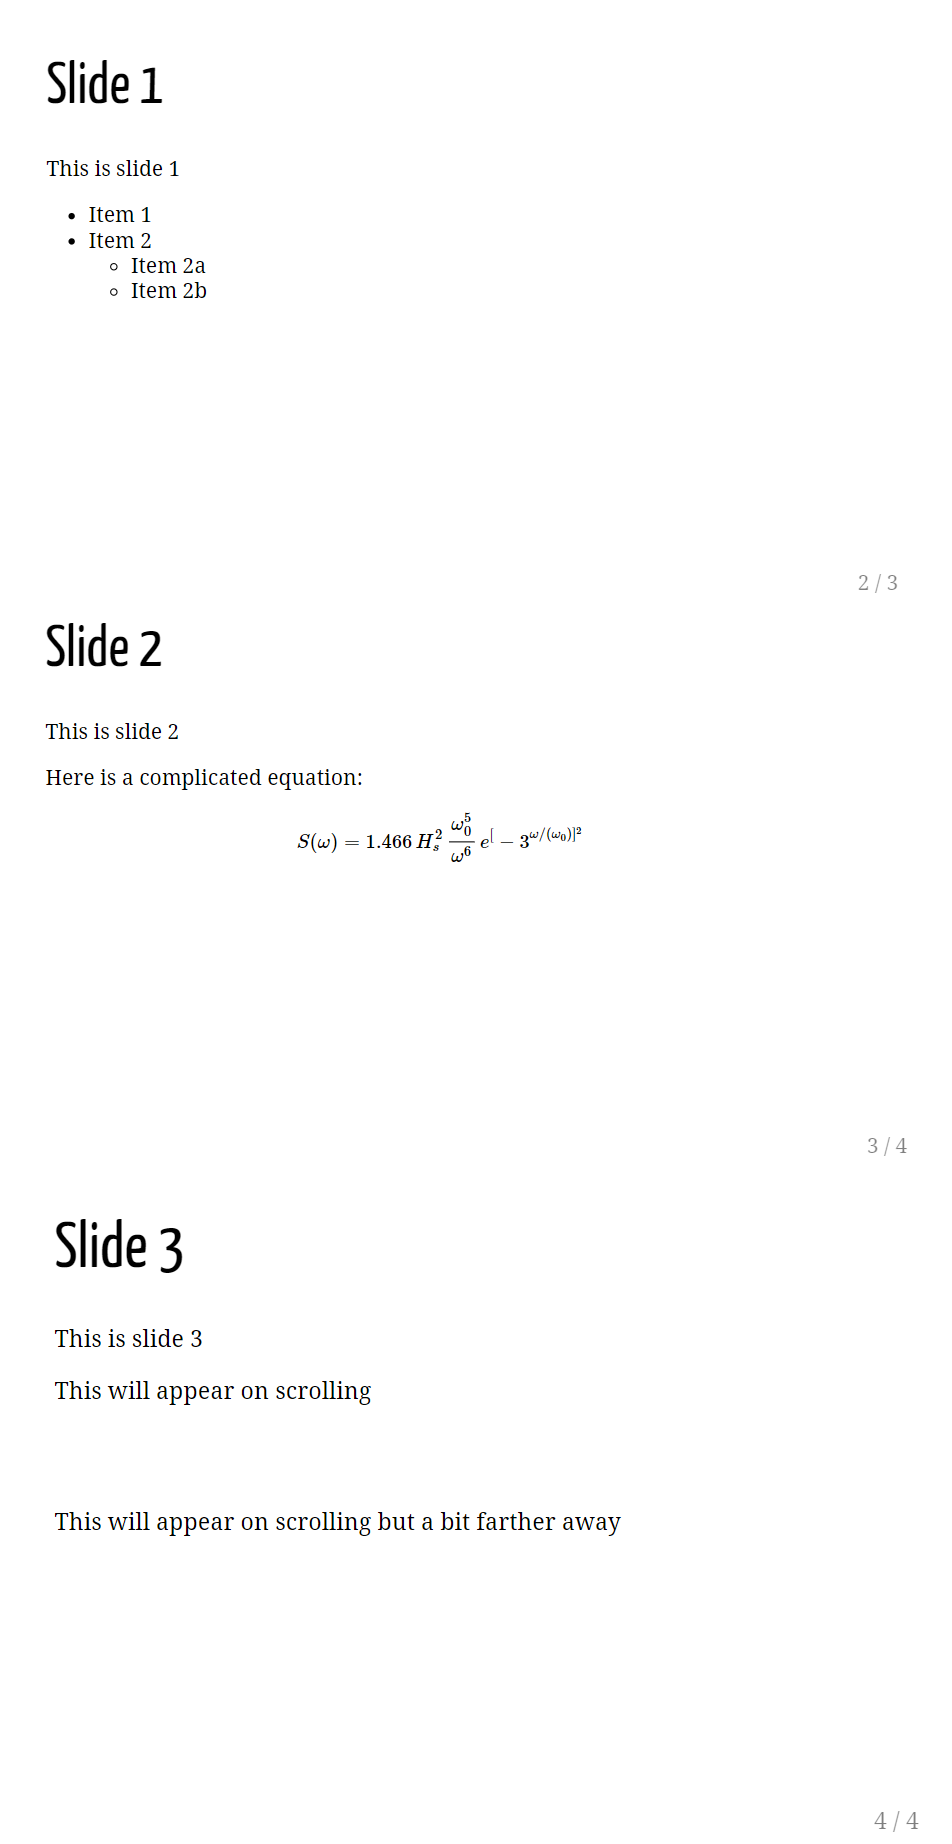 Slide 1
This is slide 1
• Item 1
• Item 2
◦ Item 2a
◦ Item 2b
2 / 3
Slide 2
This is slide 2
Here is a complicated equation:
$S(\omega) = 1.466 \, H_s^2 \, \frac{\omega_0^5}{\omega^6} \, e^[ - 3^{\omega/(\omega_0)]^2}$
3 / 4
Slide 3
This is slide 3
This will appear on scrolling
This will appear on scrolling but a bit farther away
4 / 4